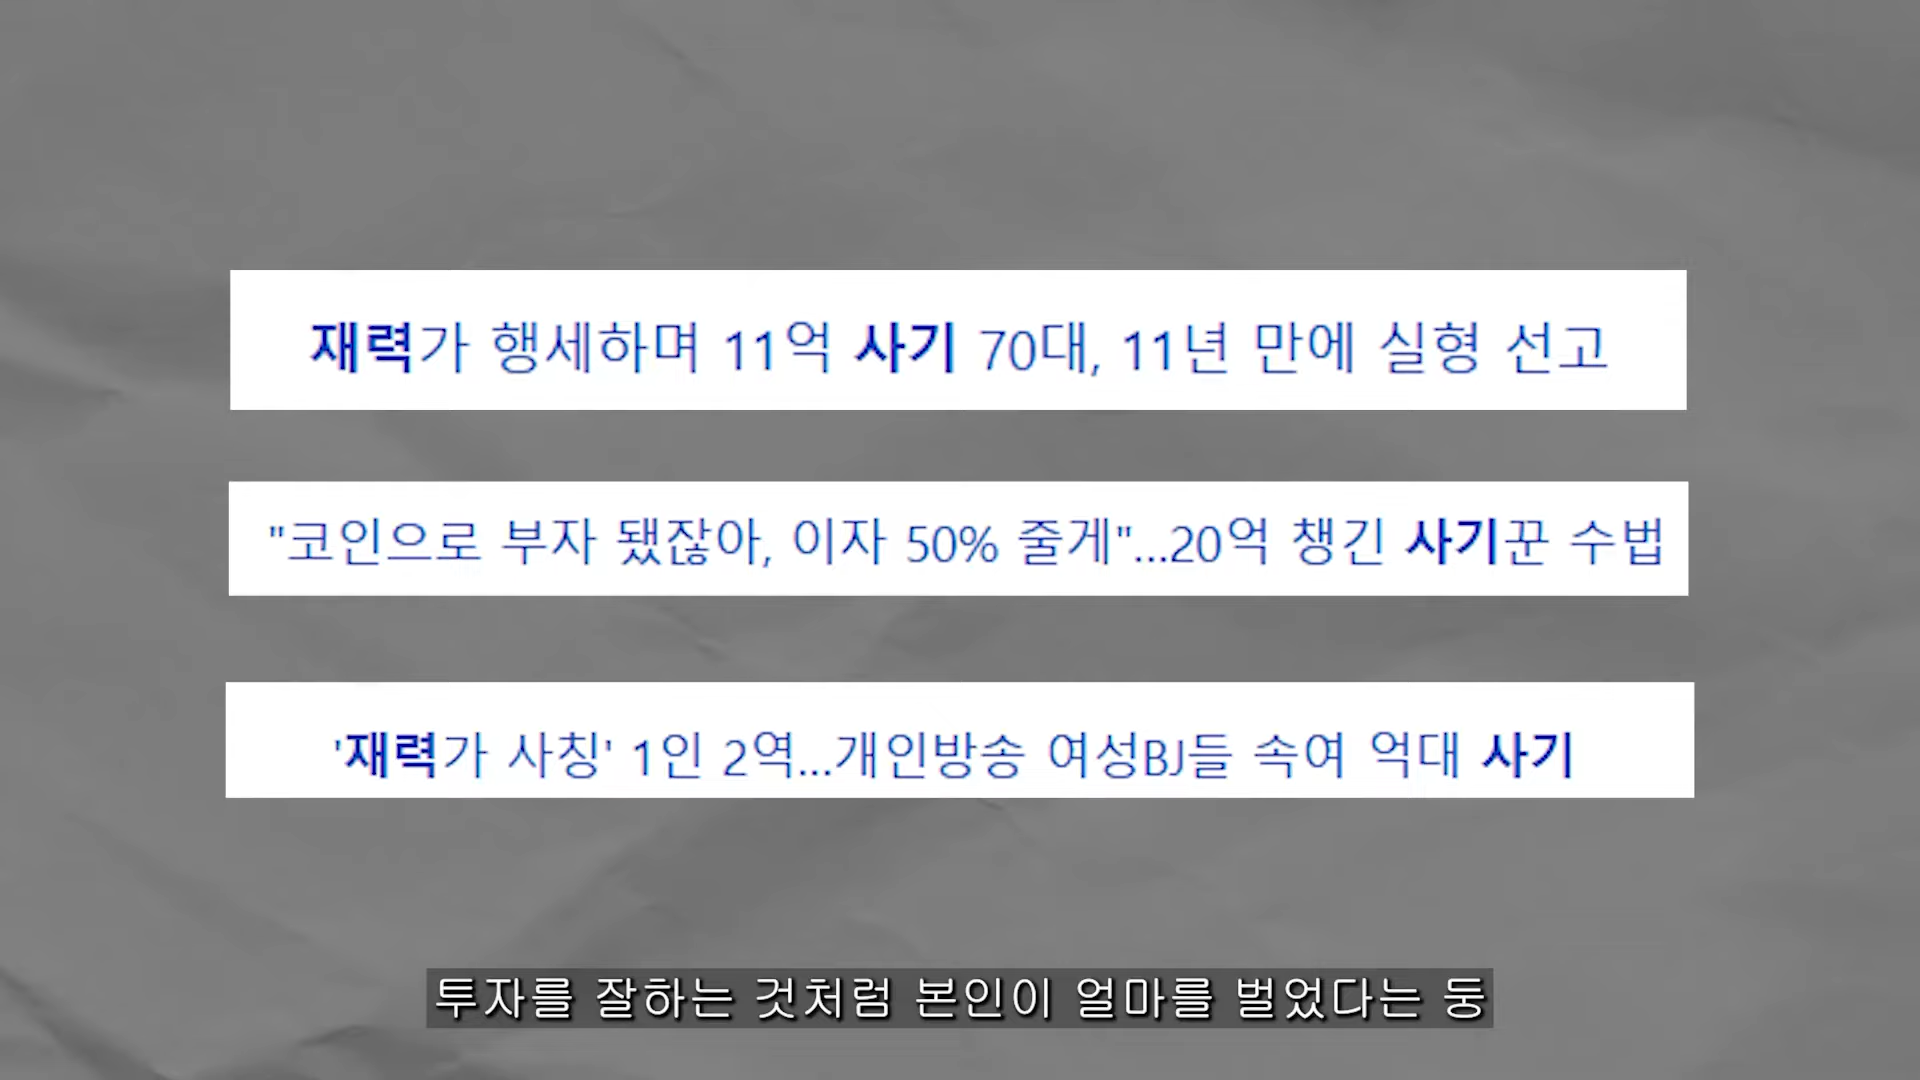 재력가 행세하며 11억 사기 70대, 11년 만에 실형 선고
"코인으로 부자 됐잖아, 이자 50% 줄게"...20억 챙긴 사기꾼 수법
'재력가 사칭' 1인 2역...개인방송 여성BJ들 속여 억대 사기
투자를 잘하는 것처럼 본인이 얼마를 벌었다는 둥